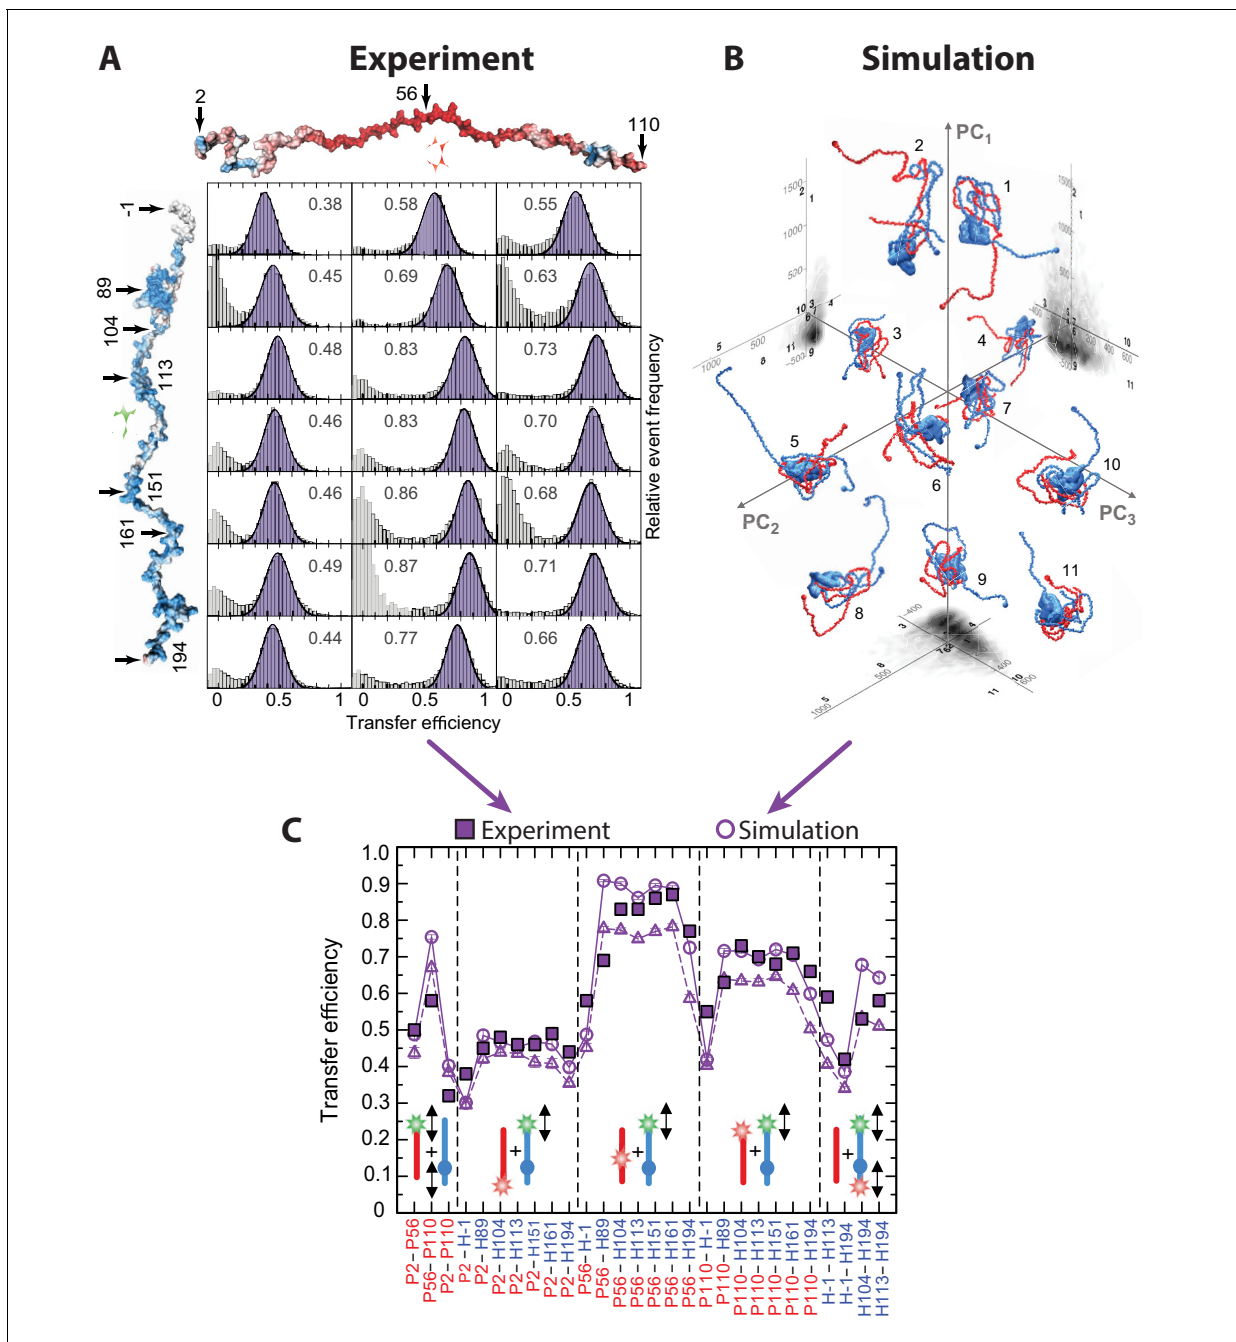 A Experiment
2
56
110
-1
89
104
113
151
161
194
0.38 0.58 0.55
0.45 0.69 0.63
0.48 0.83 0.73
0.46 0.83 0.70
0.46 0.86 0.68
0.49 0.87 0.71
0.44 0.77 0.66
0 0.5 1 0 0.5 1 0 0.5 1
Transfer efficiency
Relative event frequency
B Simulation
PC1
PC2
PC3
1
2
3
4
5
6
7
8
9
10
11
1500
1000
500
-500
1000
500
C
Experiment
Simulation
Transfer efficiency
1.0
0.9
0.8
0.7
0.6
0.5
0.4
0.3
0.2
0.1
0
+
+
+
+
+
P2–P56
P56–P110
P2–P110
P2–H-1
P2–H89
P2–H104
P2–H113
P2–H151
P2–H161
P2–H194
P56–H-1
P56–H89
P56–H104
P56–H113
P56–H151
P56–H161
P56–H194
P110–H-1
P110–H89
P110–H104
P110–H113
P110–H151
P110–H161
P110–H194
H-1–H113
H-1–H194
H104–H194
H113–H194